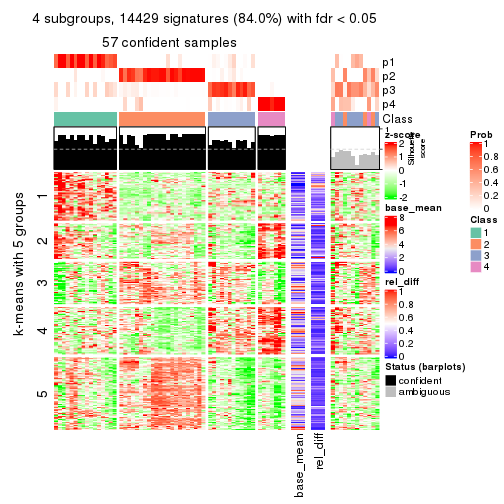 4 subgroups, 14429 signatures (84.0%) with fdr < 0.05
57 confident samples
p1
p2
p3
p4
Class
1
Silhouette
score
z-score
2
1
0
-1
-2
base_mean
8
6
4
2
0
rel_diff
1
0.8
0.6
0.4
0.2
0
Status (barplots)
confident
ambiguous
Prob
1
0.8
0.6
0.4
0.2
0
Class
1
2
3
4
k-means with 5 groups
1
2
3
4
5
base_mean
rel_diff